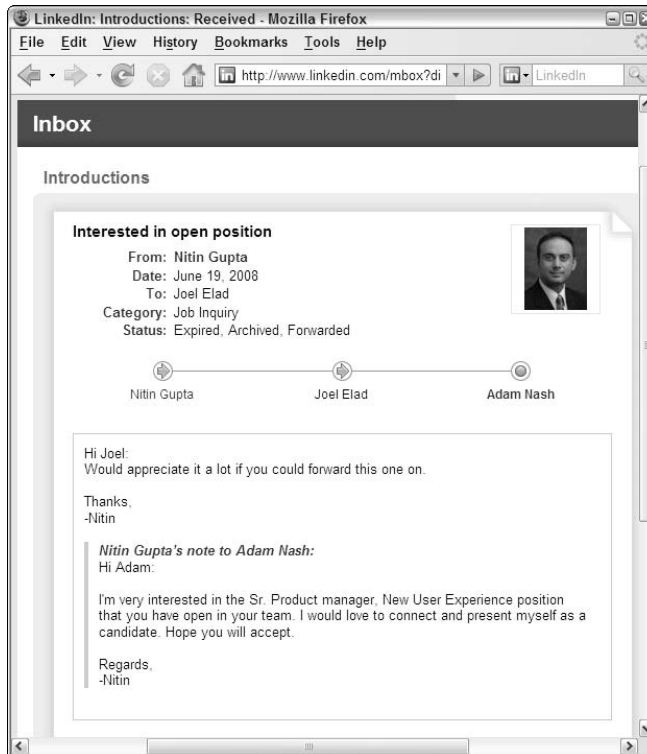 LinkedIn: Introductions: Received - Mozilla Firefox
File Edit View History Bookmarks Tools Help
in http://www.linkedin.com/mbox?di in LinkedIn
Inbox
Introductions
Interested in open position
From: Nitin Gupta
Date: June 19, 2008
To: Joel Elad
Category: Job Inquiry
Status: Expired, Archived, Forwarded
Nitin Gupta Joel Elad Adam Nash
Hi Joel:
Would appreciate it a lot if you could forward this one on.
Thanks,
-Nitin
Nitin Gupta's note to Adam Nash:
Hi Adam:
I'm very interested in the Sr. Product manager, New User Experience position
that you have open in your team. I would love to connect and present myself as a
candidate. Hope you will accept.
Regards,
-Nitin